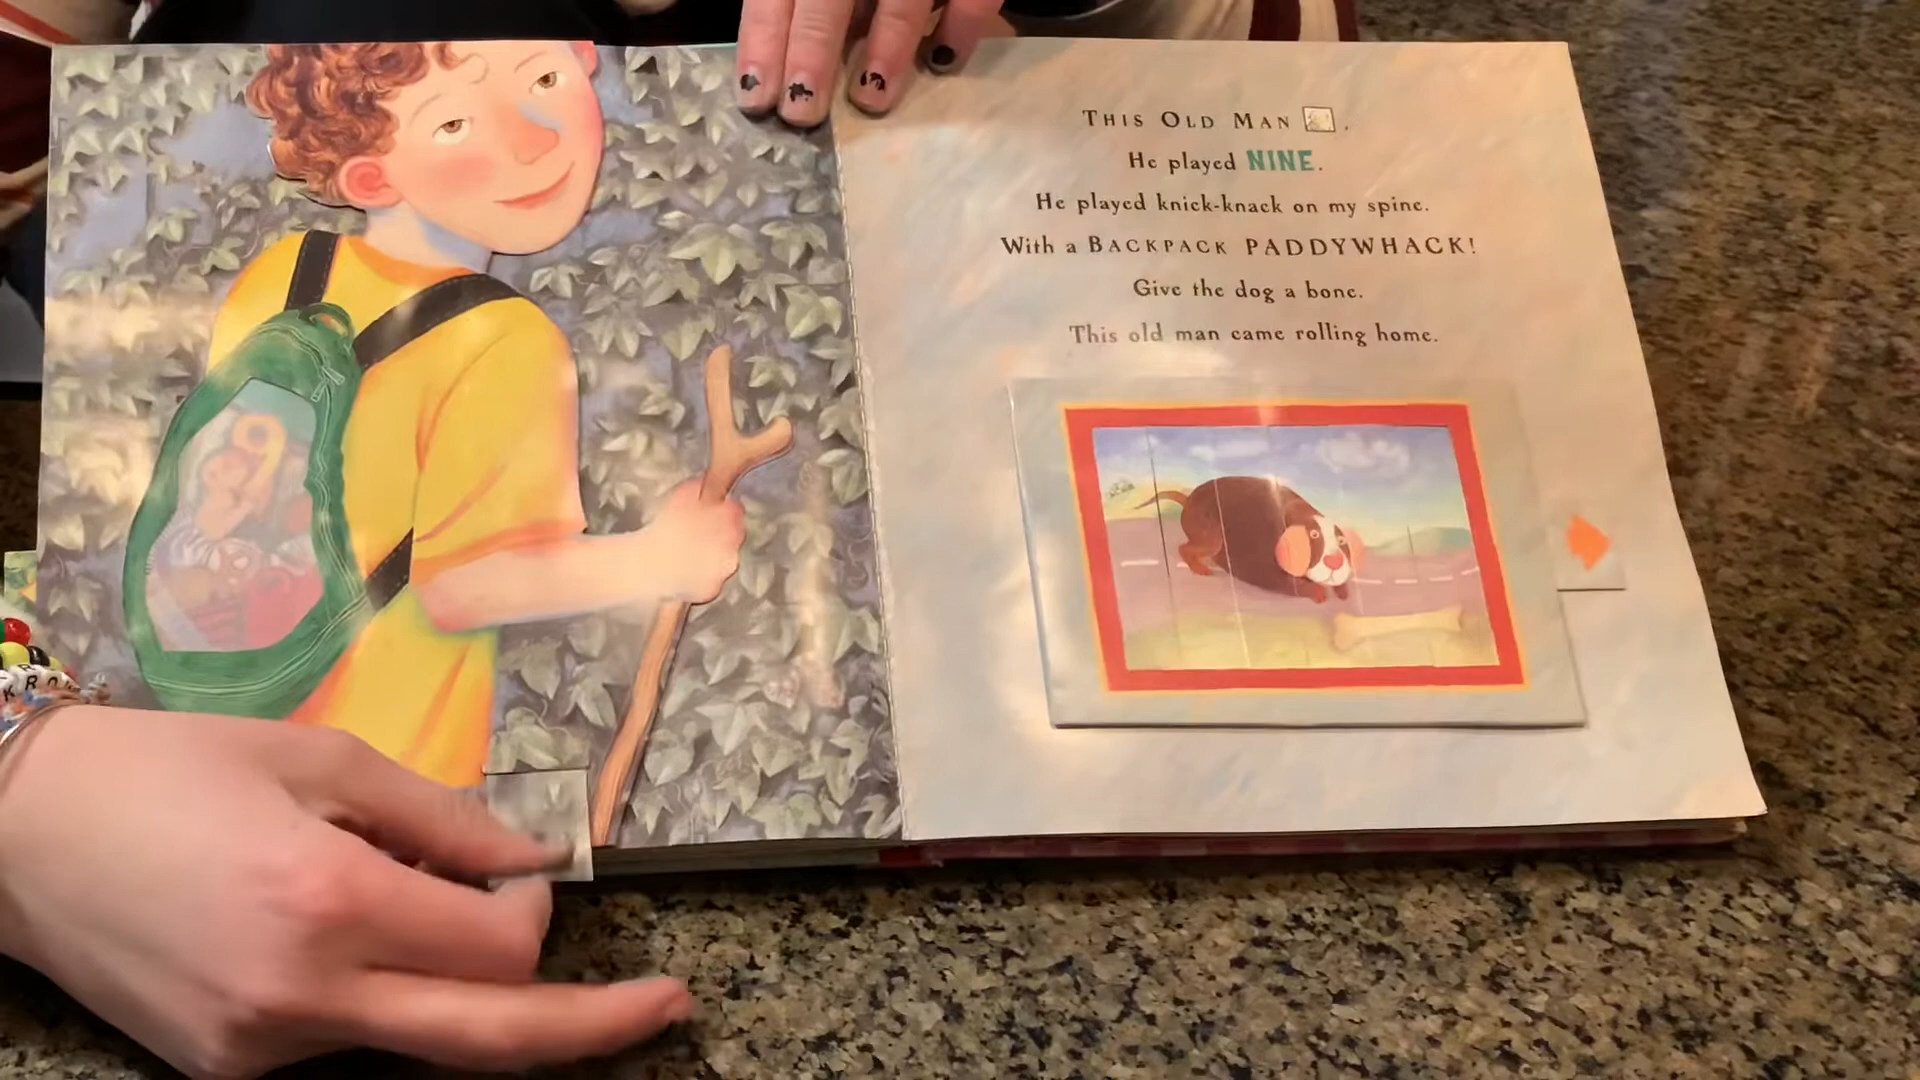 THIS OLD MAN .
He played NINE.
He played knick-knack on my spine.
With a BACKPACK PADDYWHACK!
Give the dog a bone.
This old man came rolling home.
9